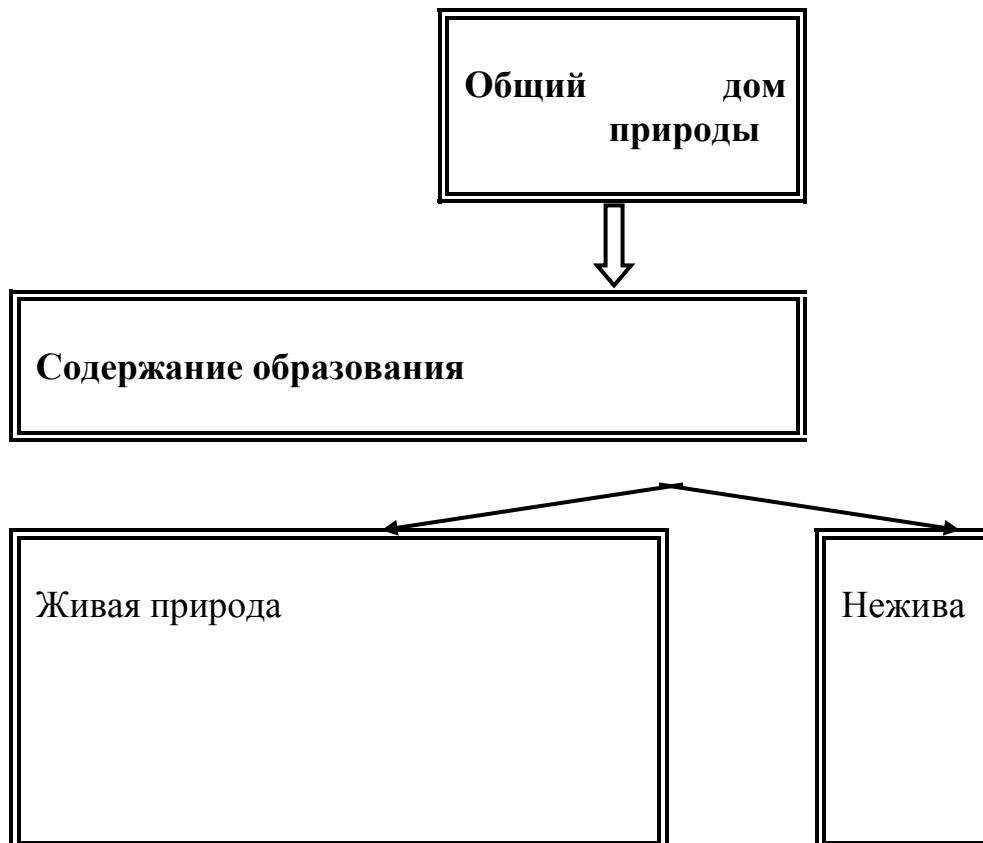 Общий дом
природы
Содержание образования
Живая природа
Нежива